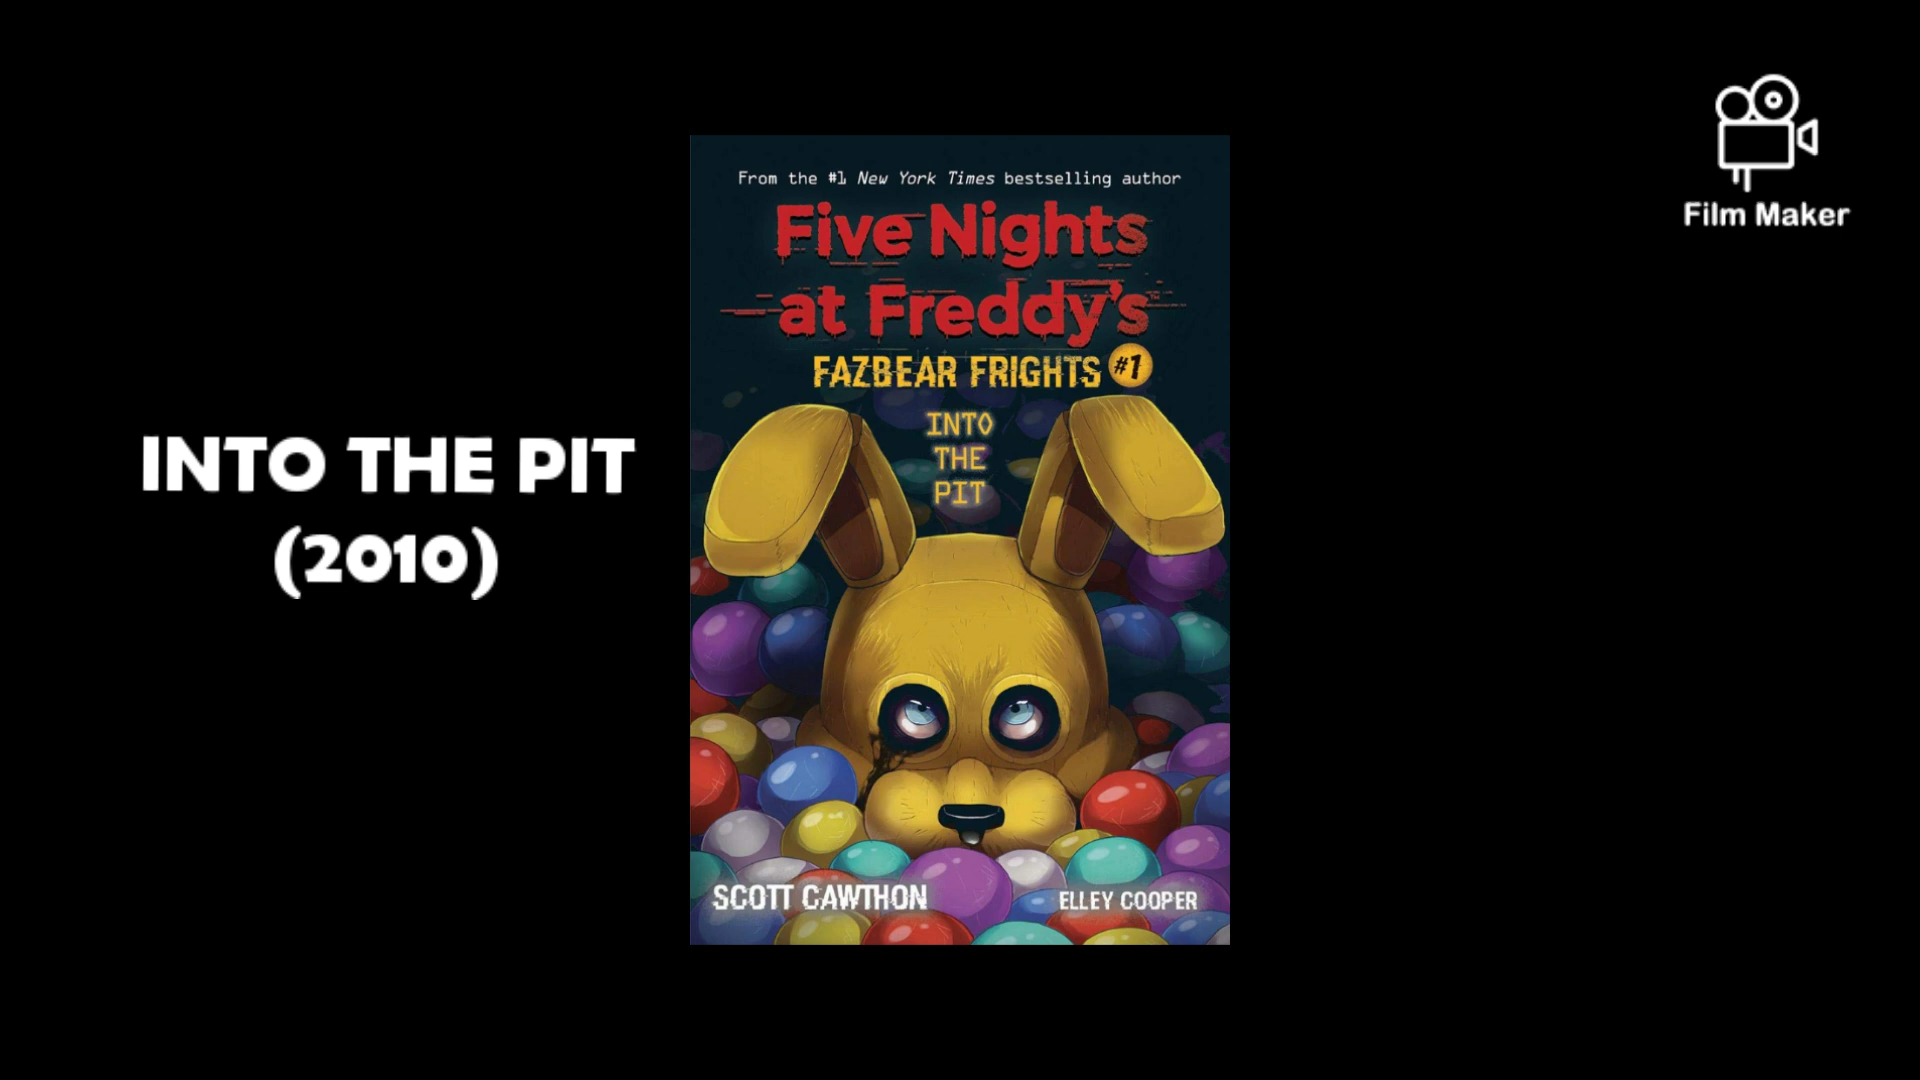 INTO THE PIT
(2010)
From the #1 New York Times bestselling author
Five Nights
at Freddy's™
FAZBEAR FRIGHTS #1
INTO
THE
PIT
SCOTT CAWTHON
ELLEY COOPER
Film Maker